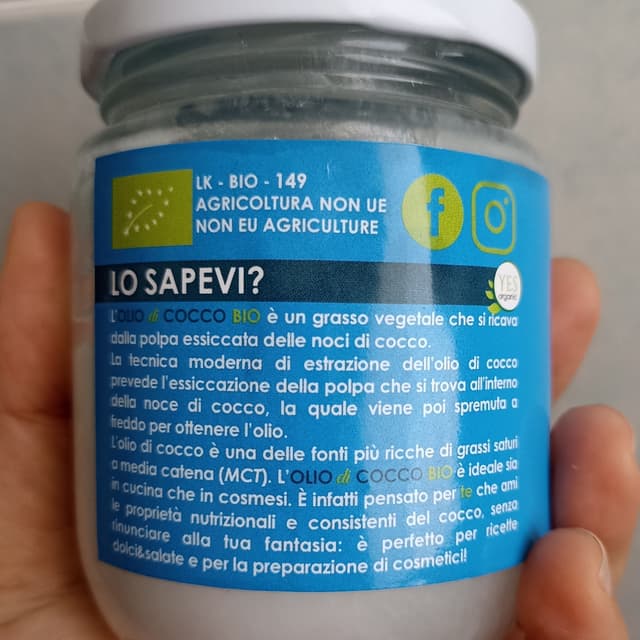 LK - BIO - 149
AGRICOLTURA NON UE
NON EU AGRICULTURE
f
LO SAPEVI?
YES
organic
L'OLIO di COCCO BIO è un grasso vegetale che si ricava
dalla polpa essiccata delle noci di cocco.
La tecnica moderna di estrazione dell'olio di cocco
prevede l'essiccazione della polpa che si trova all'interno
della noce di cocco, la quale viene poi spremuta a
freddo per ottenere l'olio.
L'olio di cocco è una delle fonti più ricche di grassi saturi
a media catena (MCT). L'OLIO di COCCO BIO è ideale sia
in cucina che in cosmesi. È infatti pensato per te che ami
le proprietà nutrizionali e consistenti del cocco, senza
rinunciare alla tua fantasia: è perfetto per ricette
dolci&salate e per la preparazione di cosmetici!